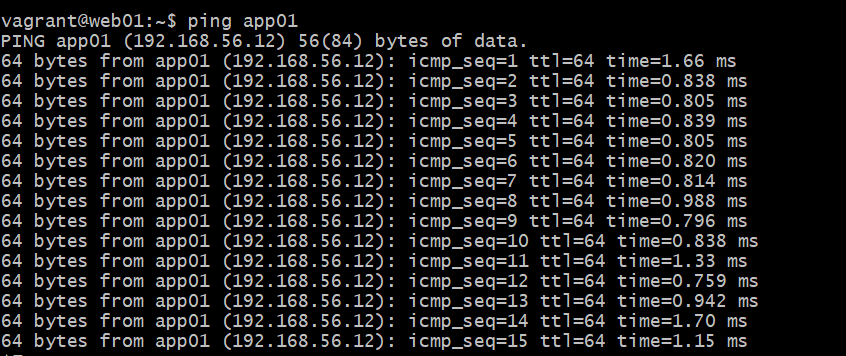 vagrant@web01:~$ ping app01
PING app01 (192.168.56.12) 56(84) bytes of data.
64 bytes from app01 (192.168.56.12): icmp_seq=1 ttl=64 time=1.66 ms
64 bytes from app01 (192.168.56.12): icmp_seq=2 ttl=64 time=0.838 ms
64 bytes from app01 (192.168.56.12): icmp_seq=3 ttl=64 time=0.805 ms
64 bytes from app01 (192.168.56.12): icmp_seq=4 ttl=64 time=0.839 ms
64 bytes from app01 (192.168.56.12): icmp_seq=5 ttl=64 time=0.805 ms
64 bytes from app01 (192.168.56.12): icmp_seq=6 ttl=64 time=0.820 ms
64 bytes from app01 (192.168.56.12): icmp_seq=7 ttl=64 time=0.814 ms
64 bytes from app01 (192.168.56.12): icmp_seq=8 ttl=64 time=0.988 ms
64 bytes from app01 (192.168.56.12): icmp_seq=9 ttl=64 time=0.796 ms
64 bytes from app01 (192.168.56.12): icmp_seq=10 ttl=64 time=0.838 ms
64 bytes from app01 (192.168.56.12): icmp_seq=11 ttl=64 time=1.33 ms
64 bytes from app01 (192.168.56.12): icmp_seq=12 ttl=64 time=0.759 ms
64 bytes from app01 (192.168.56.12): icmp_seq=13 ttl=64 time=0.942 ms
64 bytes from app01 (192.168.56.12): icmp_seq=14 ttl=64 time=1.70 ms
64 bytes from app01 (192.168.56.12): icmp_seq=15 ttl=64 time=1.15 ms